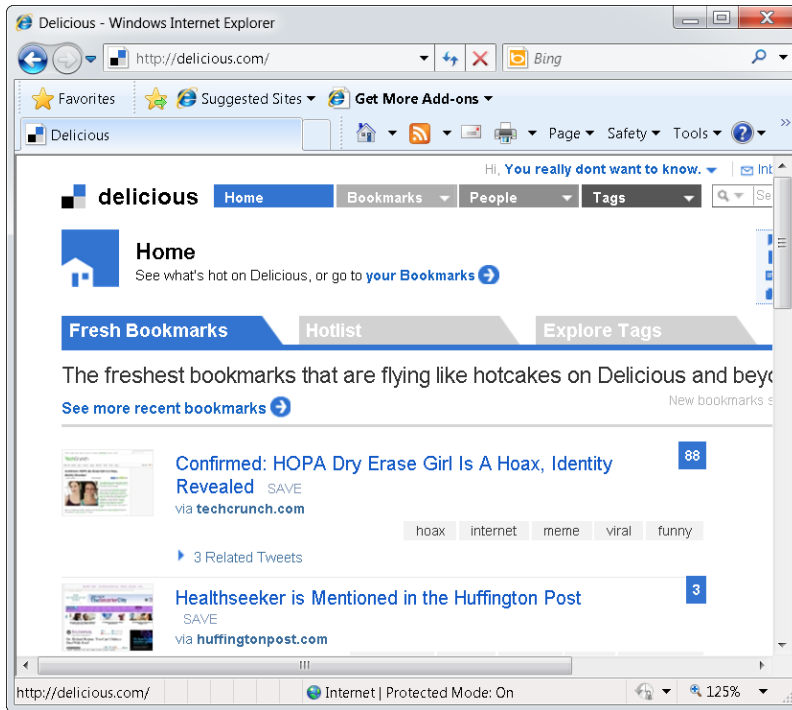 Delicious - Windows Internet Explorer
http://delicious.com/
Bing
Favorites Suggested Sites Get More Add-ons
Delicious
Page Safety Tools
Hi, You really dont want to know. Inb
delicious Home Bookmarks People Tags Se
Home
See what's hot on Delicious, or go to your Bookmarks
Fresh Bookmarks Hotlist Explore Tags
The freshest bookmarks that are flying like hotcakes on Delicious and beyo
See more recent bookmarks
New bookmarks s
Confirmed: HOPA Dry Erase Girl Is A Hoax, Identity 88
Revealed SAVE
via techcrunch.com
hoax internet meme viral funny
3 Related Tweets
Healthseeker is Mentioned in the Huffington Post 3
SAVE
via huffingtonpost.com
http://delicious.com/ Internet | Protected Mode: On 125%